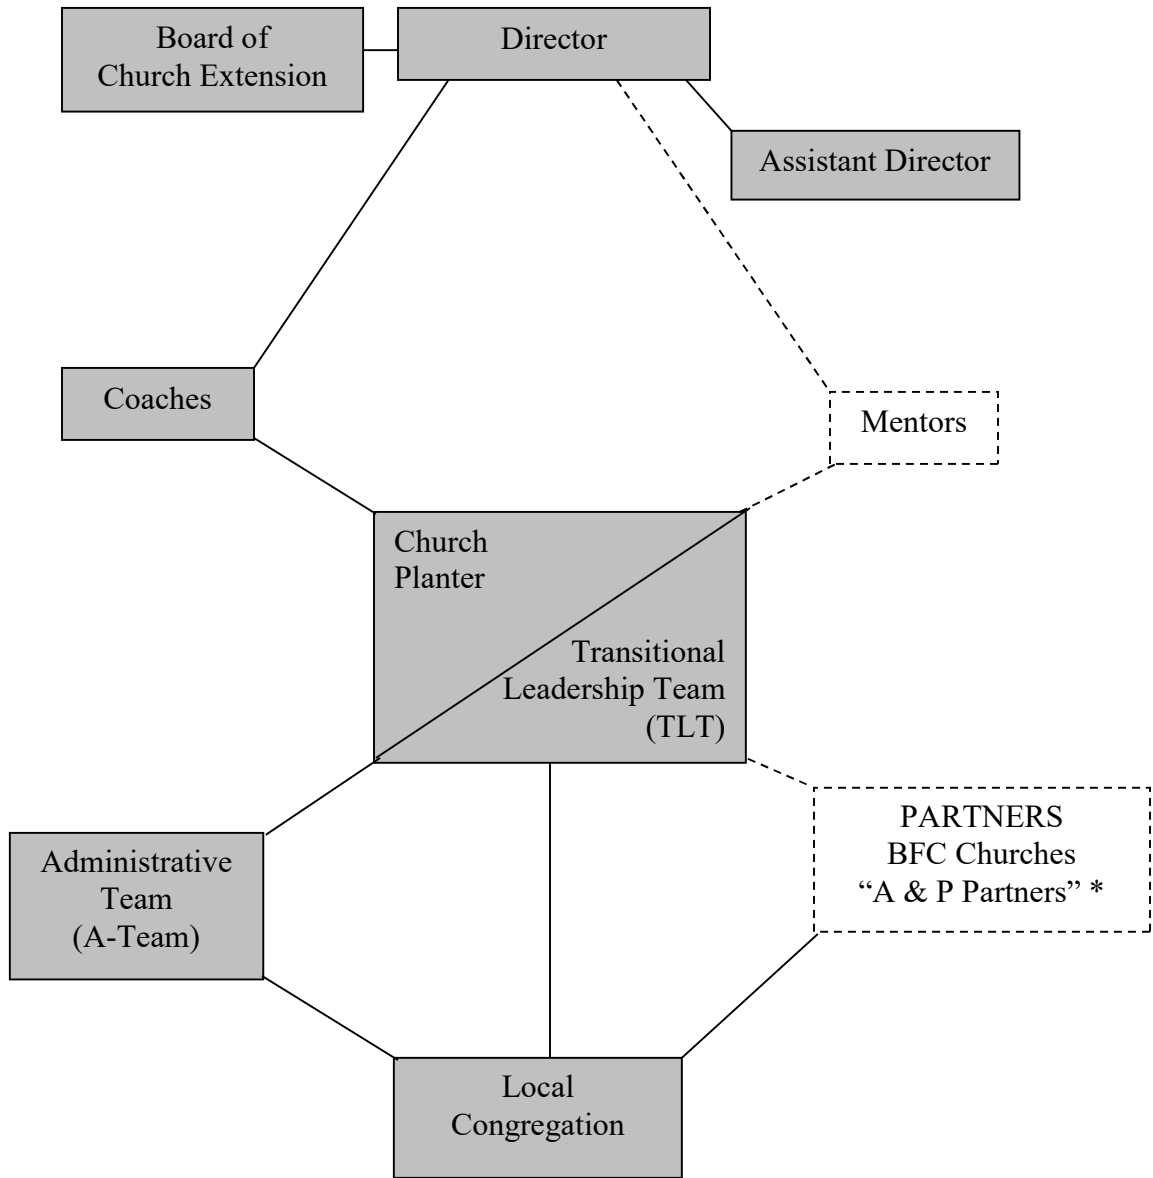 Board of
Church Extension
Director
Assistant Director
Coaches
Mentors
Church
Planter
Transitional
Leadership Team
(TLT)
PARTNERS
BFC Churches
“A & P Partners” *
Administrative
Team
(A-Team)
Local
Congregation